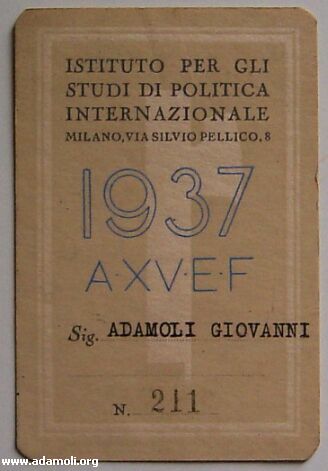 ISTITUTO PER GLI
STUDI DI POLITICA
INTERNAZIONALE
MILANO, VIA SILVIO PELLICO, 8
1937
A·XV·E·F
Sig. ADAMOLI GIOVANNI
N. 211
www.adamoli.org